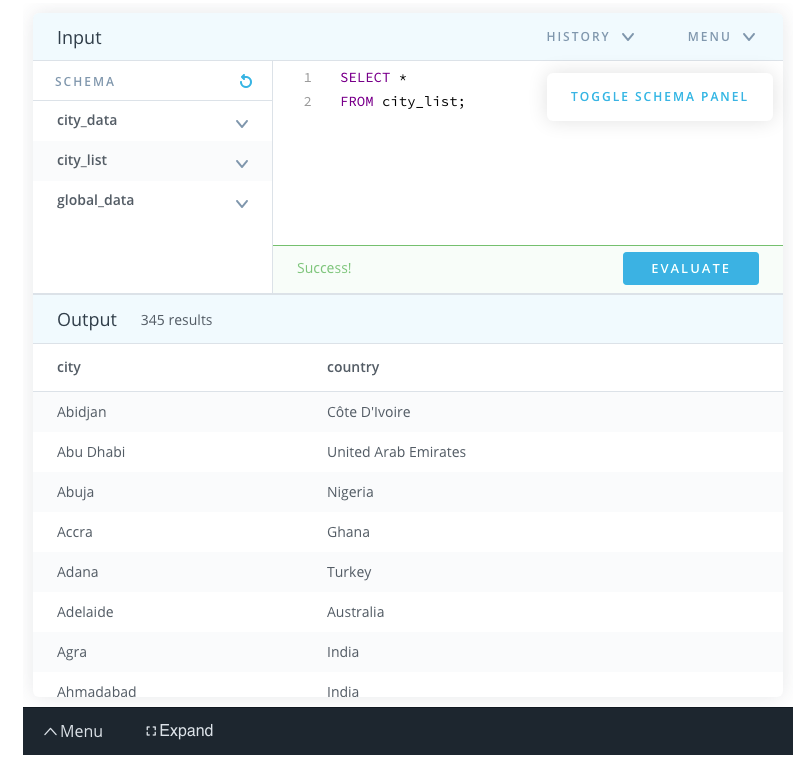 Input HISTORY MENU
SCHEMA
city_data
city_list
global_data
1 SELECT *
2 FROM city_list;
TOGGLE SCHEMA PANEL
Success! EVALUATE
Output 345 results
city country
Abidjan Côte D'Ivoire
Abu Dhabi United Arab Emirates
Abuja Nigeria
Accra Ghana
Adana Turkey
Adelaide Australia
Agra India
Ahmadabad India
Menu Expand